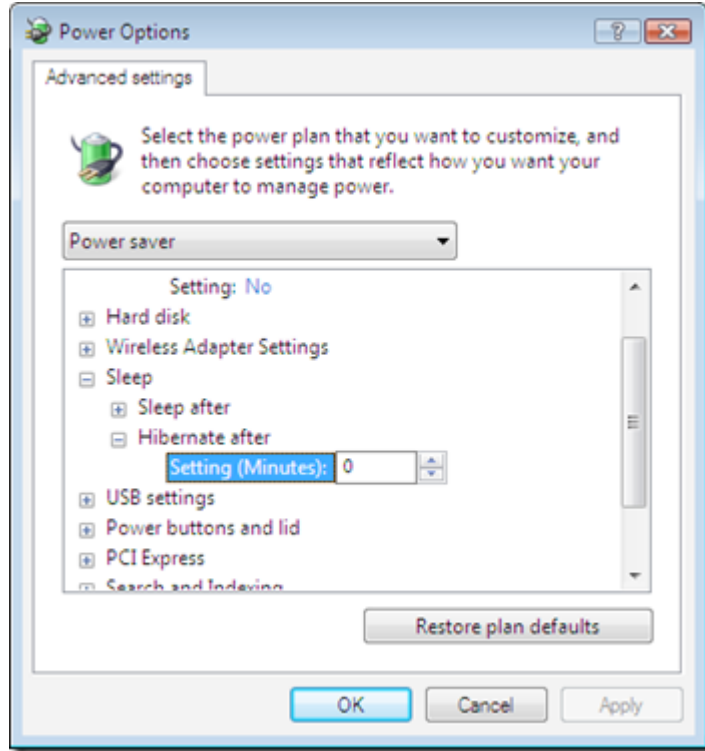 Power Options
Advanced settings
Select the power plan that you want to customize, and
then choose settings that reflect how you want your
computer to manage power.
Power saver
Setting: No
Hard disk
Wireless Adapter Settings
Sleep
Sleep after
Hibernate after
Setting (Minutes): 0
USB settings
Power buttons and lid
PCI Express
Search and Indexing
Restore plan defaults
OK Cancel Apply